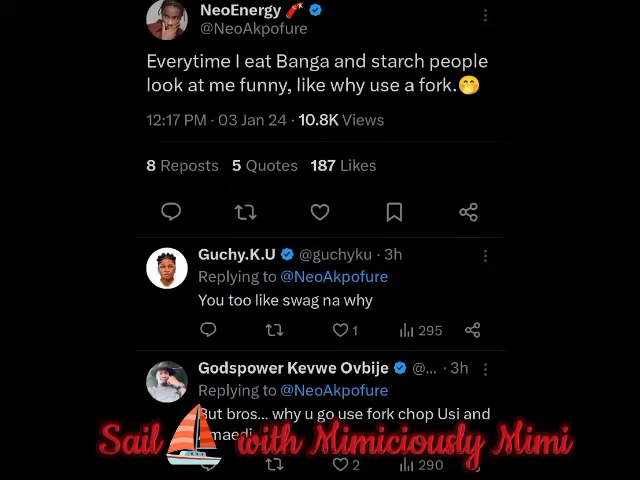 NeoEnergy 🧨
@NeoAkpofure
Everytime I eat Banga and starch people
look at me funny, like why use a fork.🤭
12:17 PM · 03 Jan 24 · 10.8K Views
8 Reposts 5 Quotes 187 Likes
Guchy.K.U @guchyku · 3h
Replying to @NeoAkpofure
You too like swag na why
1 295
Godspower Kevwe Ovbije @... · 3h
Replying to @NeoAkpofure
But bros... why u go use fork chop Usi and
Sail with Mimiciously Mimi
2 290